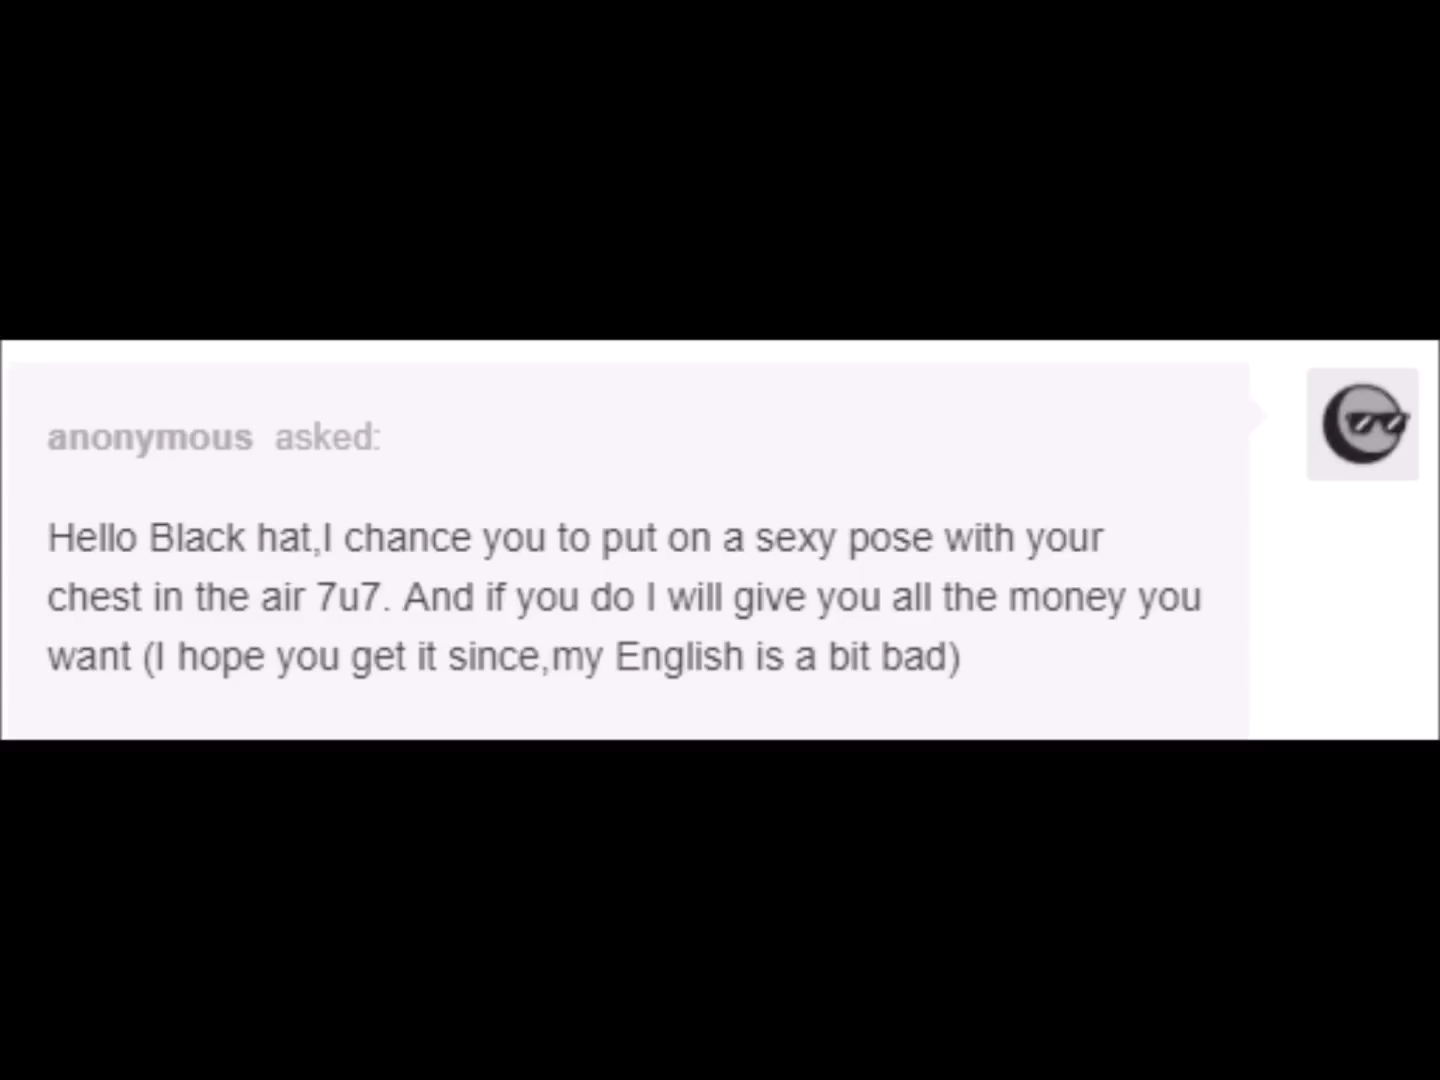 anonymous asked:
Hello Black hat,I chance you to put on a sexy pose with your
chest in the air 7u7. And if you do I will give you all the money you
want (I hope you get it since,my English is a bit bad)